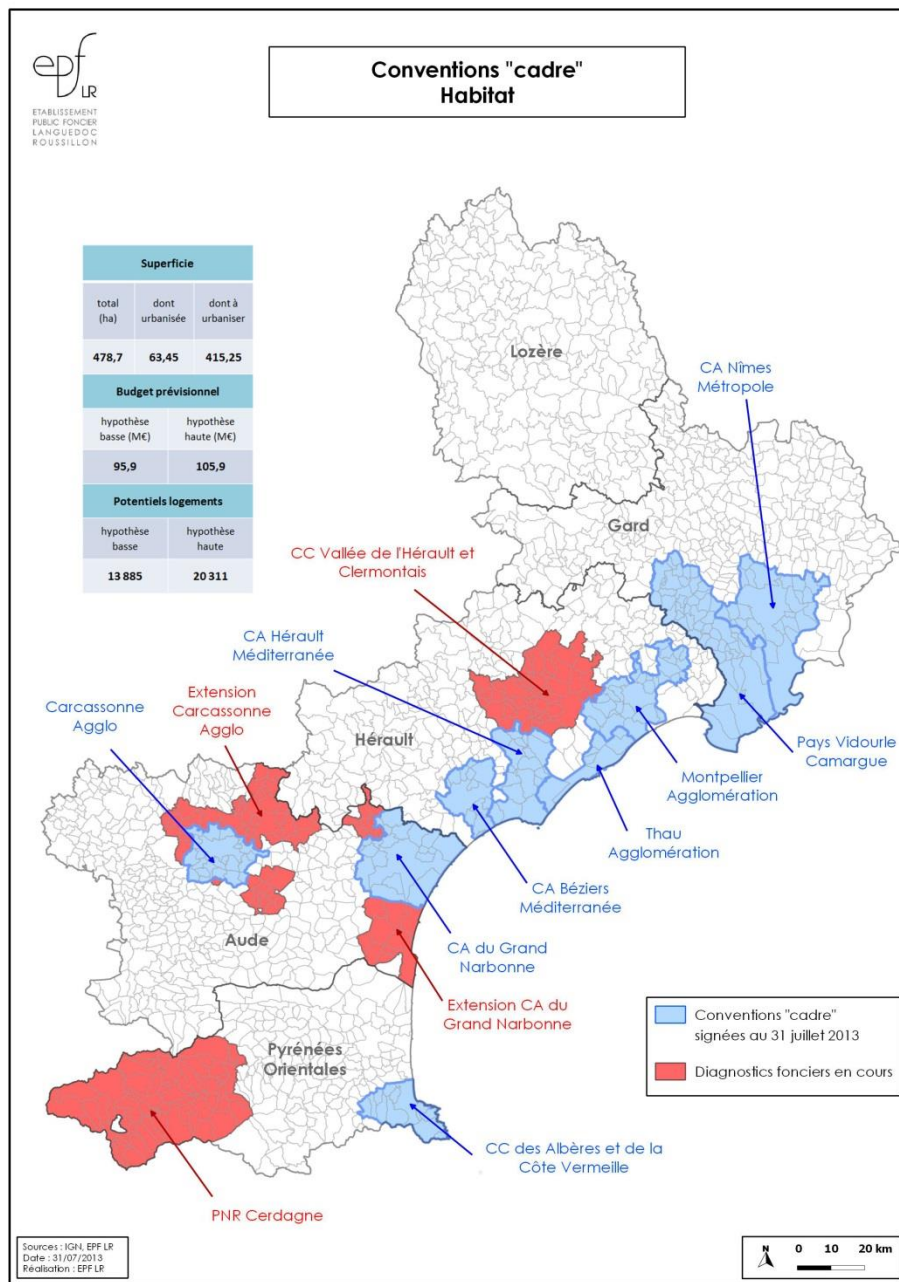 epf LR
ETABLISSEMENT
PUBLIC FONCIER
LANGUEDOC
ROUSSILLON
Conventions "cadre"
Habitat
Superficie
total
(ha)
dont
urbanisée
dont à
urbaniser
478,7
63,45
415,25
Budget prévisionnel
hypothèse
basse (M€)
hypothèse
haute (M€)
95,9
105,9
Potentiels logements
hypothèse
basse
hypothèse
haute
13 885
20 311
Lozère
CA Nîmes
Métropole
Gard
CC Vallée de l'Hérault et
Clermontais
CA Hérault
Méditerranée
Extension
Carcassonne
Agglo
Carcassonne
Agglo
Hérault
Pays Vidourle
Camargue
Montpellier
Agglomération
Thau
Agglomération
CA Béziers
Méditerranée
Aude
CA du Grand
Narbonne
Extension CA du
Grand Narbonne
Pyrénées
Orientales
Conventions "cadre"
signées au 31 juillet 2013
Diagnostics fonciers en cours
CC des Albères et de la
Côte Vermeille
PNR Cerdagne
Sources : IGN, EPF LR
Date : 31/07/2013
Réalisation : EPF LR
N
0 10 20 km